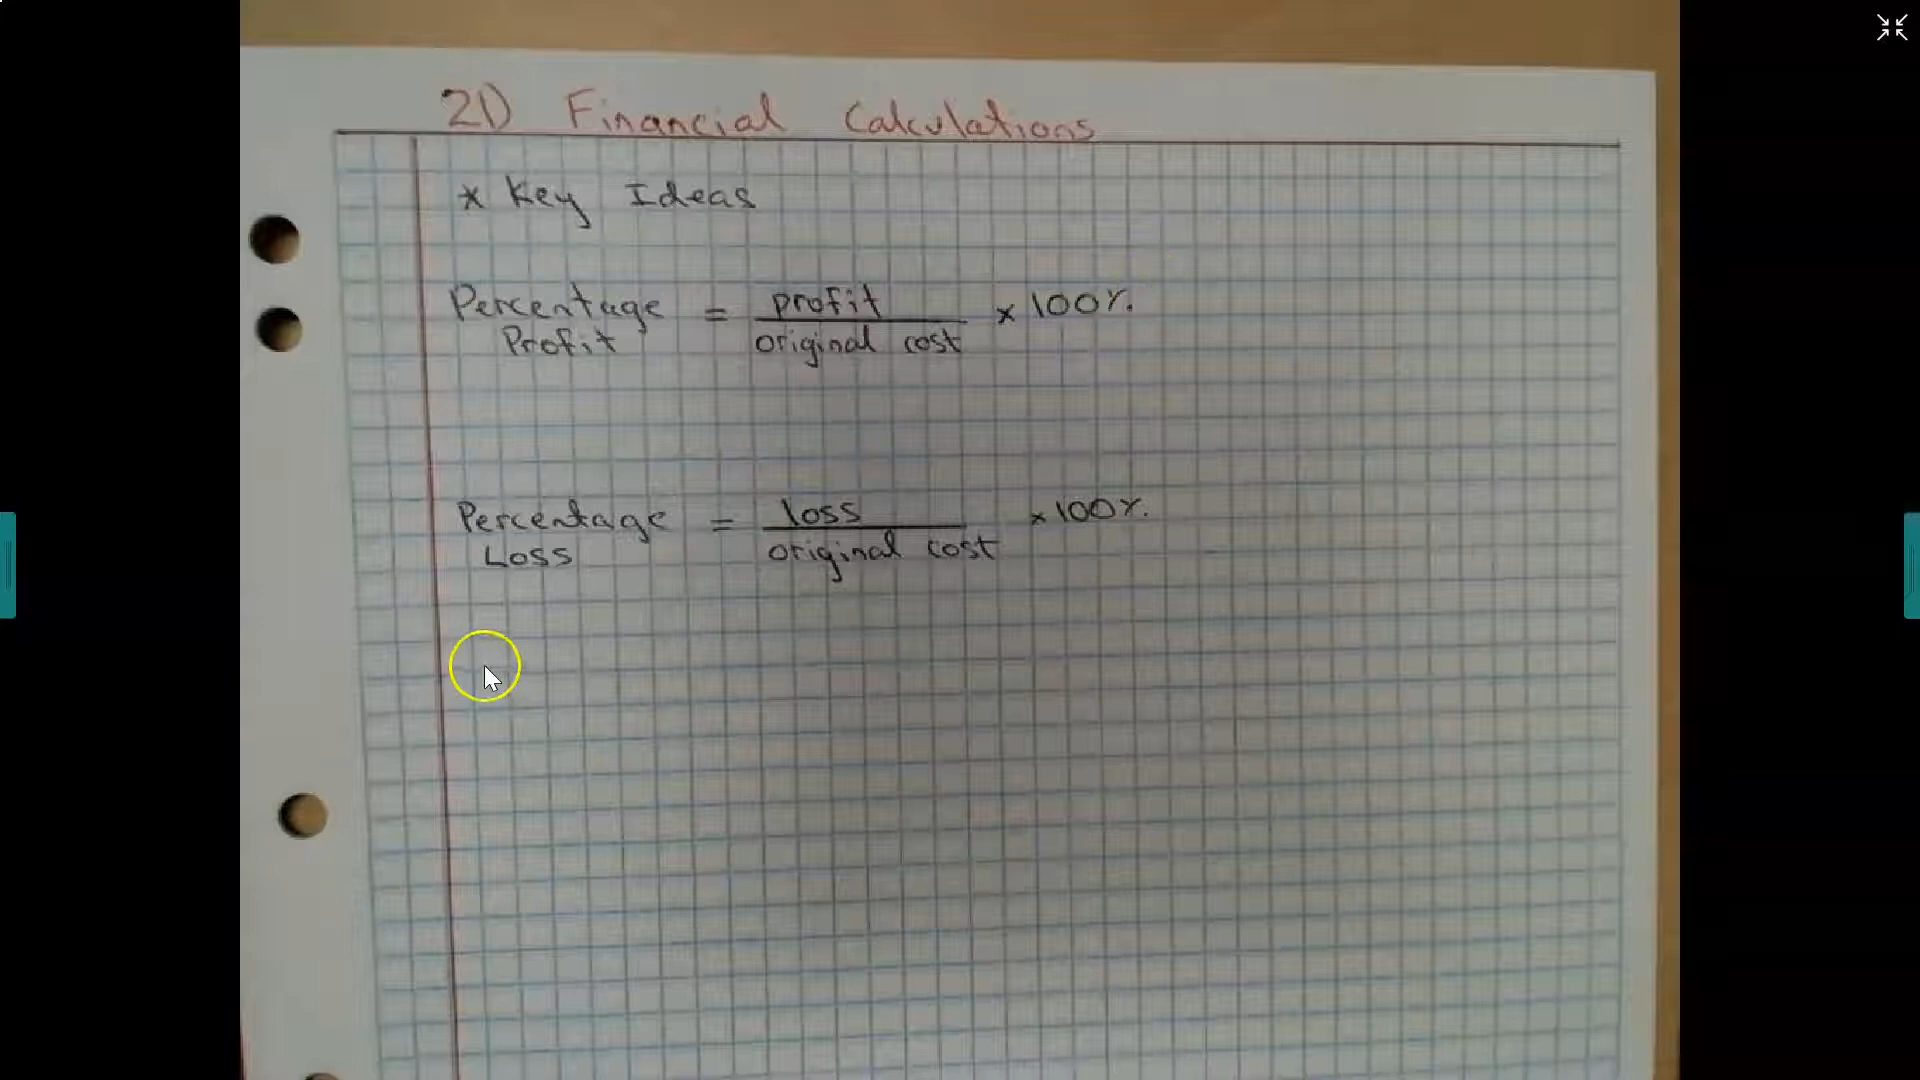 21) Financial Calculations
* Key Ideas
Percentage Profit = profit / original cost × 100%.
Percentage Loss = loss / original cost × 100%.